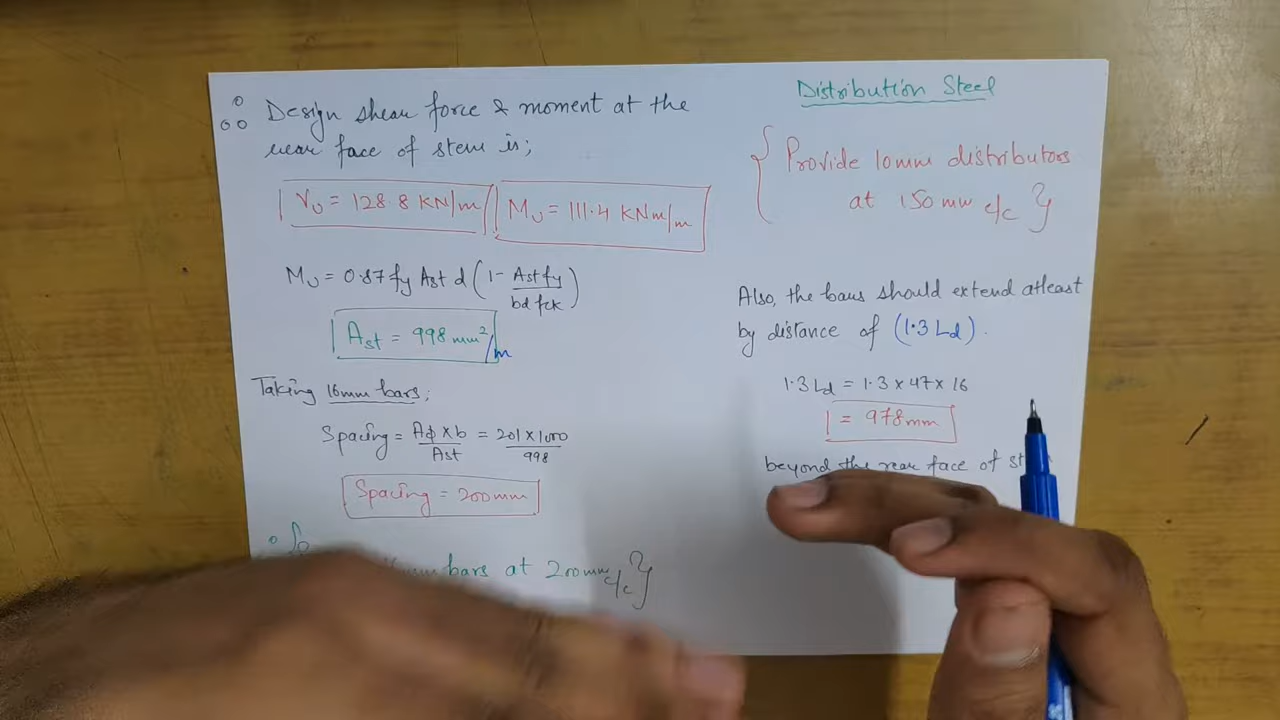 ∴ Design shear force & moment at the
rear face of stem is;
Vu = 128.8 KN/m Mu = 111.4 KNm/m
Mu = 0.87 fy Ast d (1 - Ast fy / bd fck)
Ast = 998 mm²/m
Taking 16mm bars;
Spacing = Aϕ × b / Ast = 201 × 1000 / 998
Spacing = 200mm
bars at 200mm c/c }
Distribution Steel
{ Provide 10mm distributors
at 150mm c/c }
Also, the bars should extend atleast
by distance of (1.3 Ld).
1.3 Ld = 1.3 × 47 × 16
= 978mm
beyond the rear face of